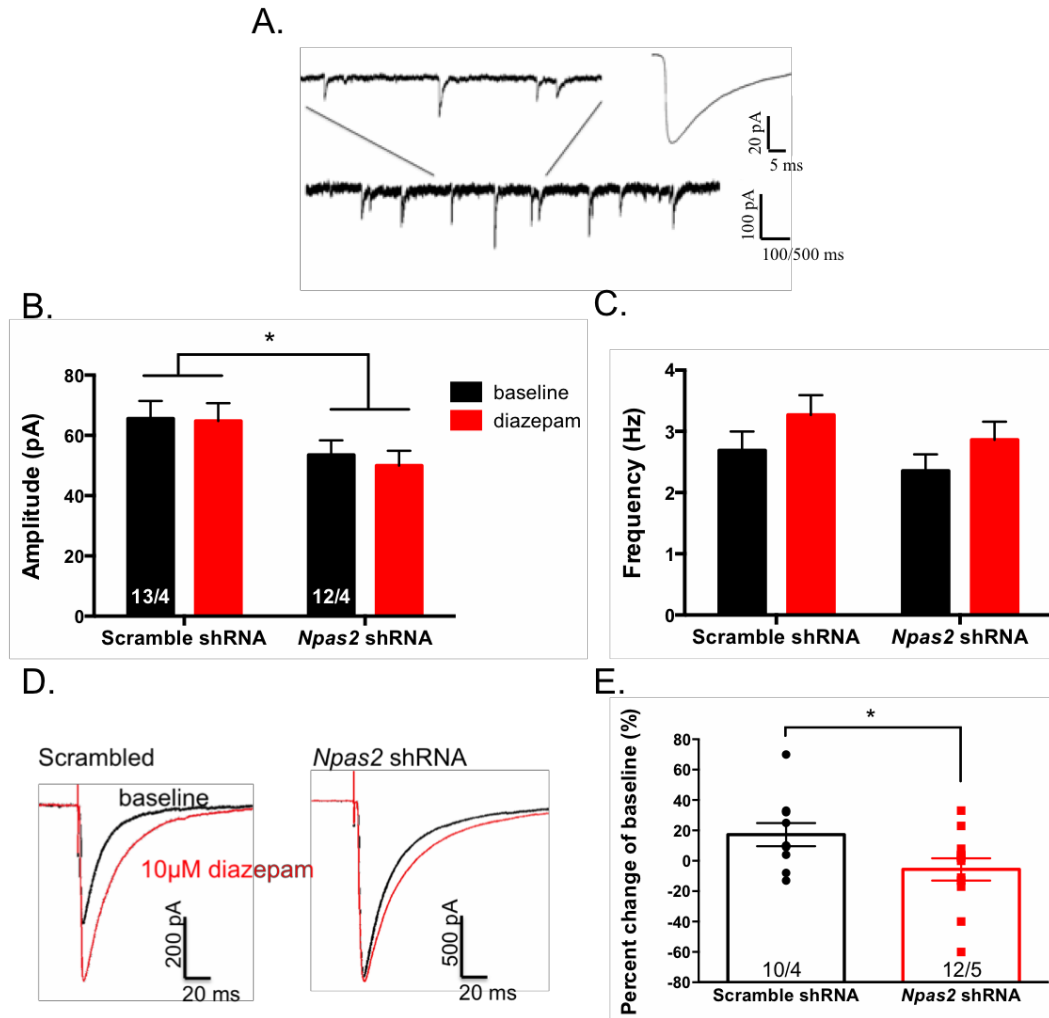 A.
20 pA
5 ms
100 pA
100/500 ms
B.
*
Amplitude (pA)
80
60
40
20
0
13/4
12/4
Scramble shRNA
Npas2 shRNA
baseline
diazepam
C.
Frequency (Hz)
4
3
2
1
0
Scramble shRNA
Npas2 shRNA
D.
Scrambled
baseline
10µM diazepam
200 pA
20 ms
Npas2 shRNA
500 pA
20 ms
E.
*
Percent change of baseline (%)
80
60
40
20
0
-20
-40
-60
-80
10/4
12/5
Scramble shRNA
Npas2 shRNA